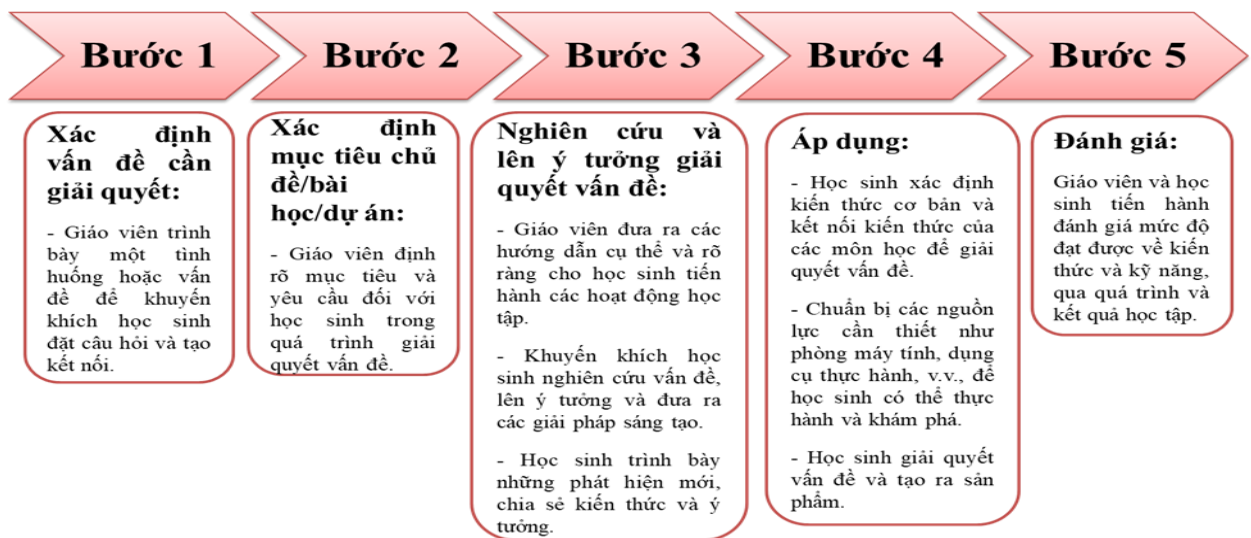 Bước 1
Bước 2
Bước 3
Bước 4
Bước 5
Xác định
vấn đề cần
giải quyết:
- Giáo viên trình
bày một tình
huống hoặc vấn
đề để khuyến
khích học sinh
đặt câu hỏi và tạo
kết nối.
Xác định
mục tiêu chủ
đề/bài
học/dự án:
- Giáo viên định
rõ mục tiêu và
yêu cầu đối với
học sinh trong
quá trình giải
quyết vấn đề.
Nghiên cứu và
lên ý tưởng giải
quyết vấn đề:
- Giáo viên đưa ra các
hướng dẫn cụ thể và rõ
ràng cho học sinh tiến
hành các hoạt động học
tập.
- Khuyến khích học
sinh nghiên cứu vấn đề,
lên ý tưởng và đưa ra
các giải pháp sáng tạo.
- Học sinh trình bày
những phát hiện mới,
chia sẻ kiến thức và ý
tưởng.
Áp dụng:
- Học sinh xác định
kiến thức cơ bản và
kết nối kiến thức của
các môn học để giải
quyết vấn đề.
- Chuẩn bị các nguồn
lực cần thiết như
phòng máy tính, dụng
cụ thực hành, v.v., để
học sinh có thể thực
hành và khám phá.
- Học sinh giải quyết
vấn đề và tạo ra sản
phẩm.
Đánh giá:
Giáo viên và học
sinh tiến hành
đánh giá mức độ
đạt được về kiến
thức và kỹ năng,
qua quá trình và
kết quả học tập.